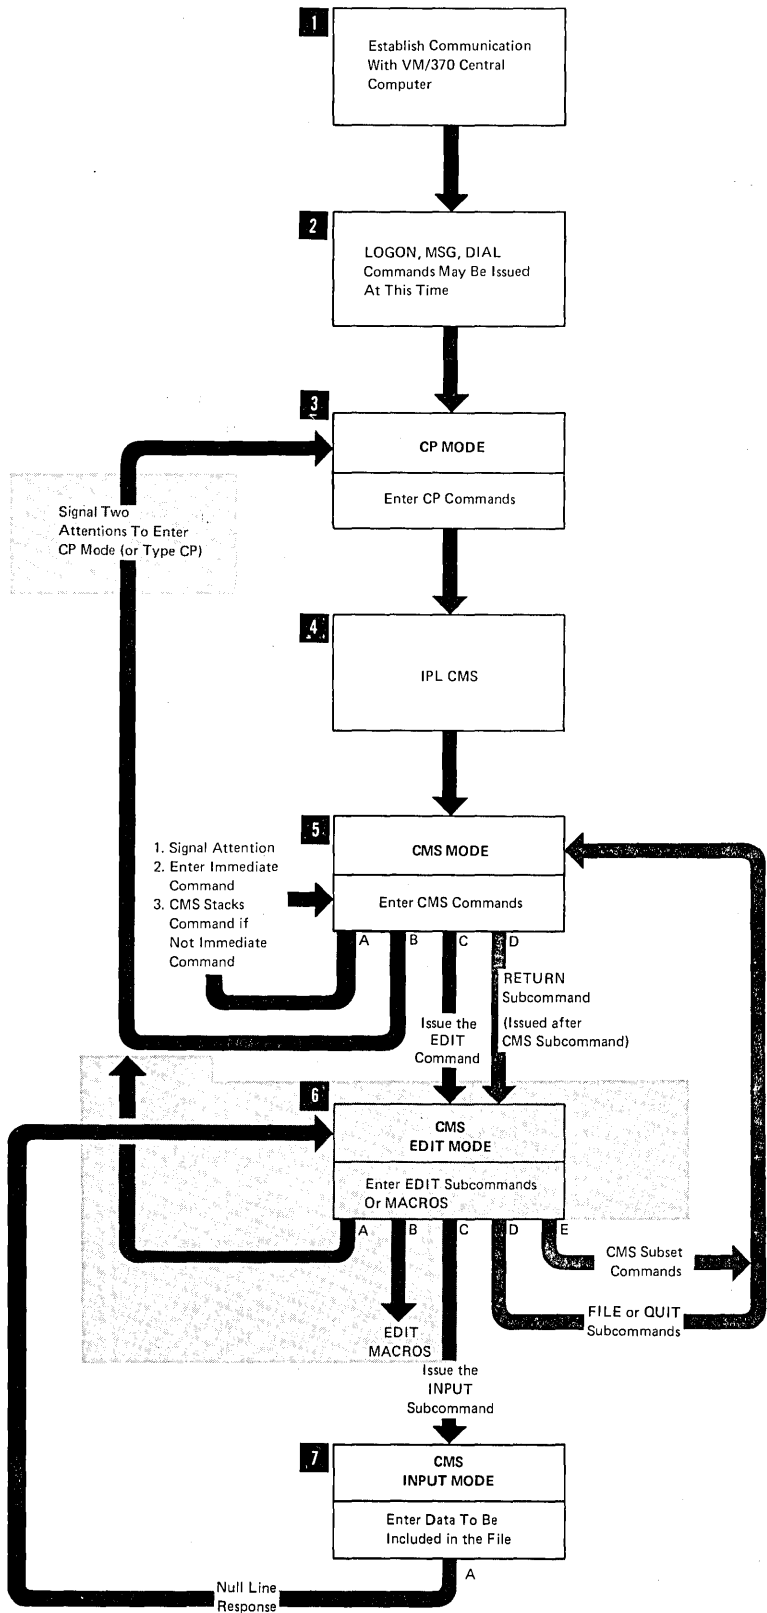 1
Establish Communication
With VM/370 Central
Computer
2
LOGON, MSG, DIAL
Commands May Be Issued
At This Time
3
CP MODE
Enter CP Commands
Signal Two
Attentions To Enter
CP Mode (or Type CP)
4
IPL CMS
5
CMS MODE
Enter CMS Commands
1. Signal Attention
2. Enter Immediate
Command
3. CMS Stacks
Command if
Not Immediate
Command
A
B
C
D
Issue the
EDIT
Command
RETURN
Subcommand
(Issued after
CMS Subcommand)
6
CMS
EDIT MODE
Enter EDIT Subcommands
Or MACROS
A
B
C
D
E
CMS Subset
Commands
FILE or QUIT
Subcommands
EDIT
MACROS
Issue the
INPUT
Subcommand
7
CMS
INPUT MODE
Enter Data To Be
Included in the File
A
Null Line
Response